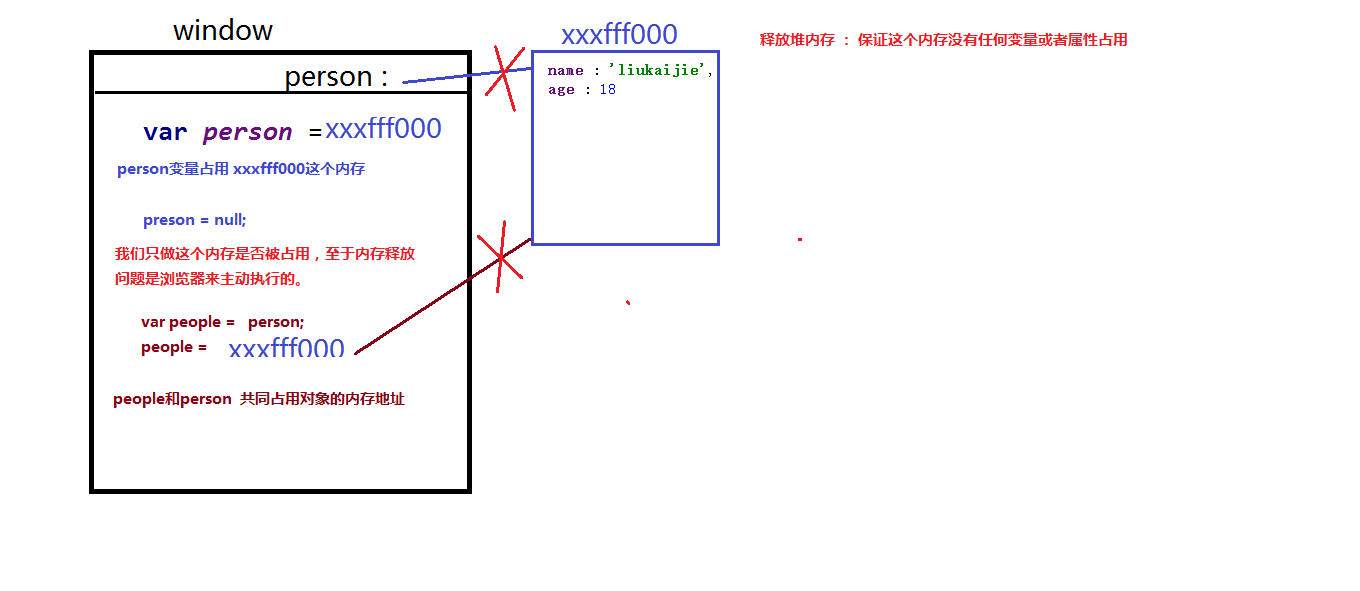 window
xxxfff000
释放堆内存 ： 保证这个内存没有任何变量或者属性占用
person :
name : 'liukaijie',
age : 18
var person = xxxfff000
person变量占用 xxxfff000这个内存
preson = null;
我们只做这个内存是否被占用，至于内存释放
问题是浏览器来主动执行的。
var people = person;
people = xxxfff000
people和person 共同占用对象的内存地址